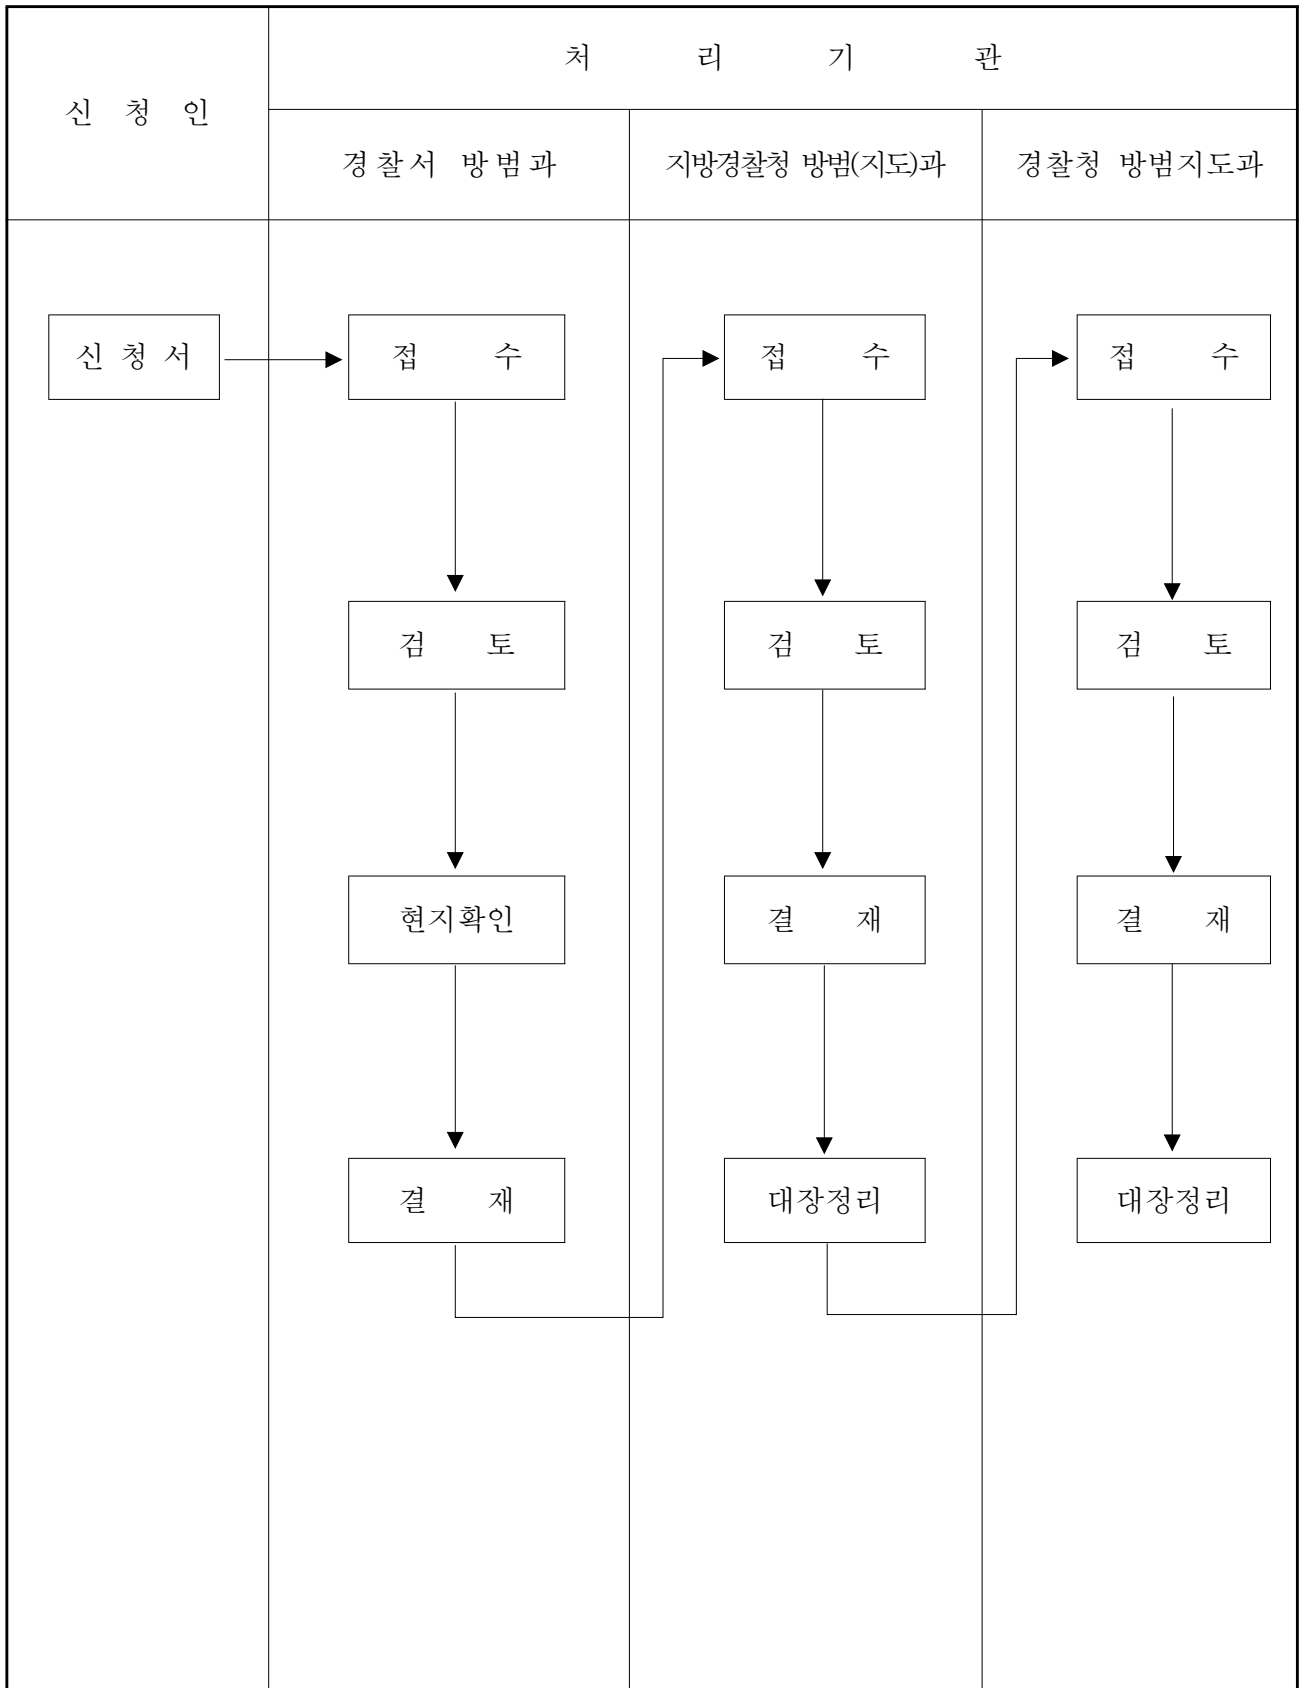 처 리 기 관
신 청 인
경찰서 방범과 지방경찰청 방범(지도)과 경찰청 방범지도과
신 청 서 접 수 접 수 접 수
검 토 검 토 검 토
현지확인 결 재 결 재
결 재 대장정리 대장정리